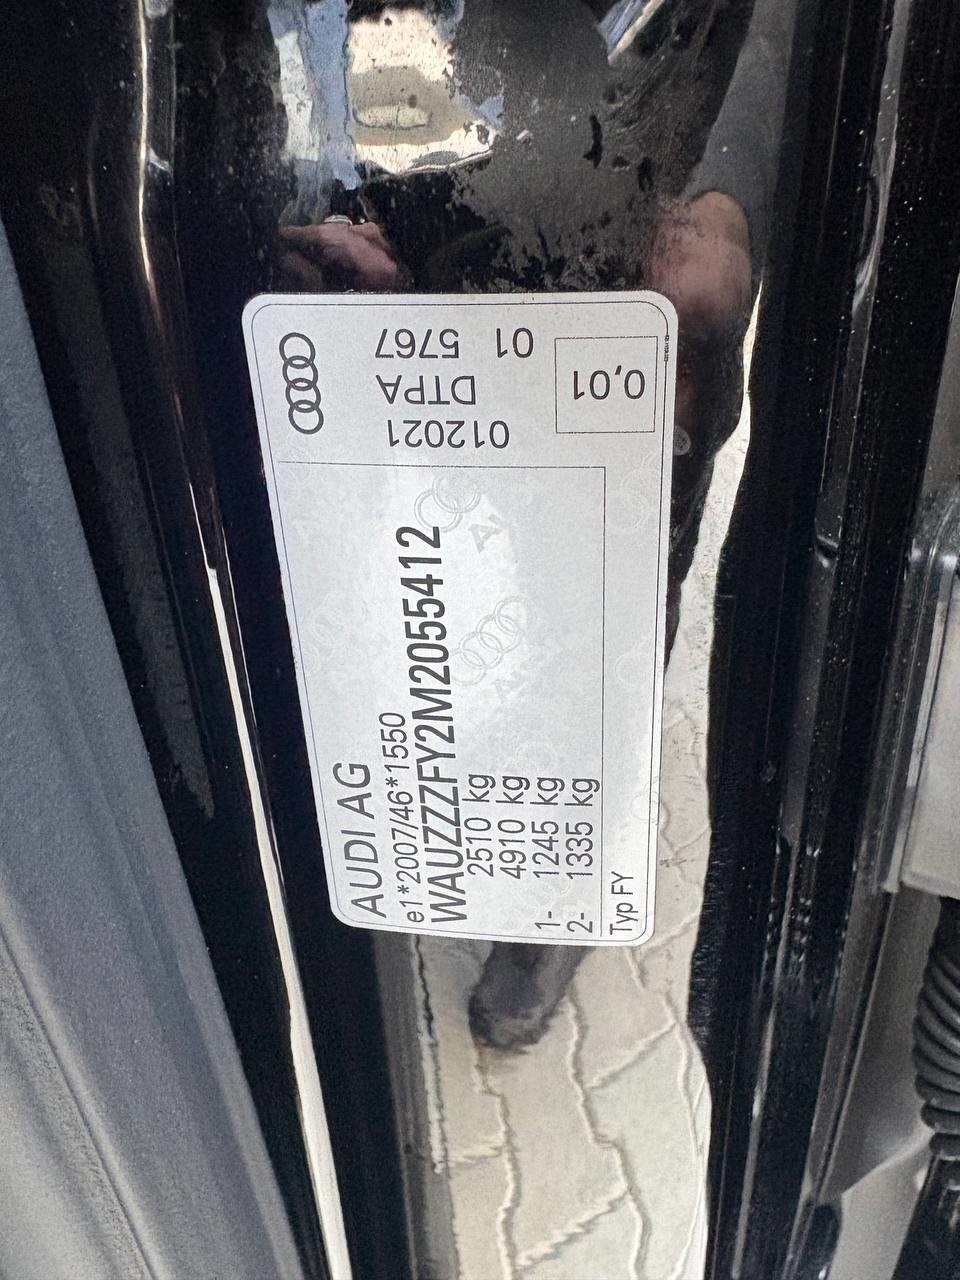 AUDI AG
e1*2007/46*1550
WAUZZZFY2M2055412
2510 kg
4910 kg
1- 1245 kg
2- 1335 kg
Typ FY
012021
DTPA
5767 01
0,01